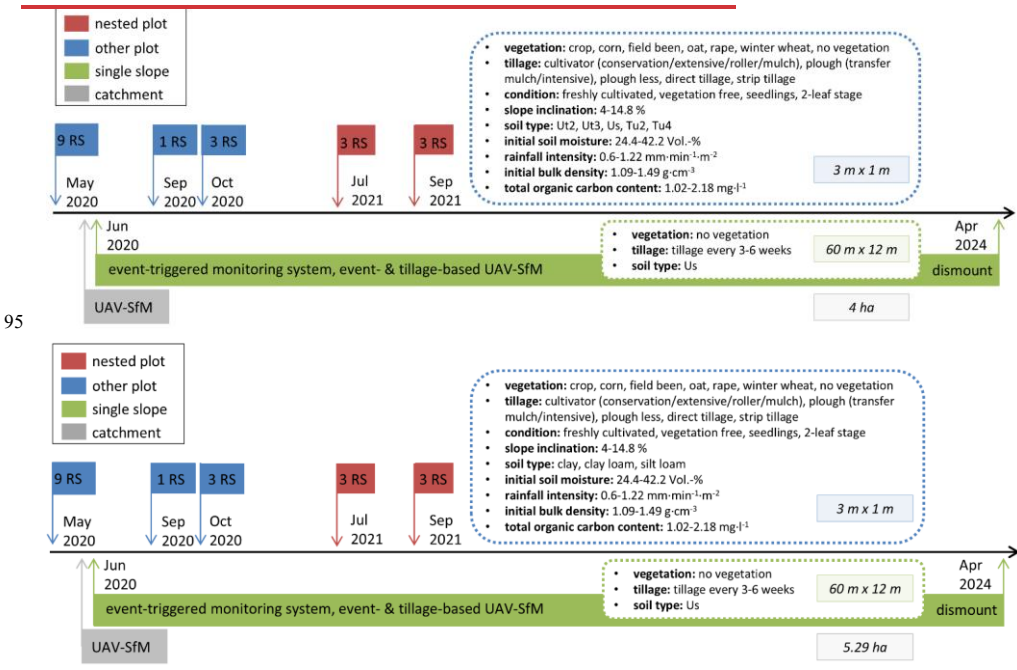 nested plot
other plot
single slope
catchment
• vegetation: crop, corn, field been, oat, rape, winter wheat, no vegetation
• tillage: cultivator (conservation/extensive/roller/mulch), plough (transfer
mulch/intensive), plough less, direct tillage, strip tillage
• condition: freshly cultivated, vegetation free, seedlings, 2-leaf stage
• slope inclination: 4-14.8 %
• soil type: Ut2, Ut3, Us, Tu2, Tu4
• initial soil moisture: 24.4-42.2 Vol.-%
• rainfall intensity: 0.6-1.22 mm·min⁻¹·m⁻²
• initial bulk density: 1.09-1.49 g·cm⁻³
• total organic carbon content: 1.02-2.18 mg·l⁻¹
3 m x 1 m
9 RS
1 RS
3 RS
3 RS
3 RS
May
2020
Sep
2020
Oct
2020
Jul
2021
Sep
2021
Jun
2020
• vegetation: no vegetation
• tillage: tillage every 3-6 weeks
• soil type: Us
60 m x 12 m
Apr
2024
event-triggered monitoring system, event- & tillage-based UAV-SfM
dismount
UAV-SfM
4 ha
95
nested plot
other plot
single slope
catchment
• vegetation: crop, corn, field been, oat, rape, winter wheat, no vegetation
• tillage: cultivator (conservation/extensive/roller/mulch), plough (transfer
mulch/intensive), plough less, direct tillage, strip tillage
• condition: freshly cultivated, vegetation free, seedlings, 2-leaf stage
• slope inclination: 4-14.8 %
• soil type: clay, clay loam, silt loam
• initial soil moisture: 24.4-42.2 Vol.-%
• rainfall intensity: 0.6-1.22 mm·min⁻¹·m⁻²
• initial bulk density: 1.09-1.49 g·cm⁻³
• total organic carbon content: 1.02-2.18 mg·l⁻¹
3 m x 1 m
9 RS
1 RS
3 RS
3 RS
3 RS
May
2020
Sep
2020
Oct
2020
Jul
2021
Sep
2021
Jun
2020
• vegetation: no vegetation
• tillage: tillage every 3-6 weeks
• soil type: Us
60 m x 12 m
Apr
2024
event-triggered monitoring system, event- & tillage-based UAV-SfM
dismount
UAV-SfM
5.29 ha